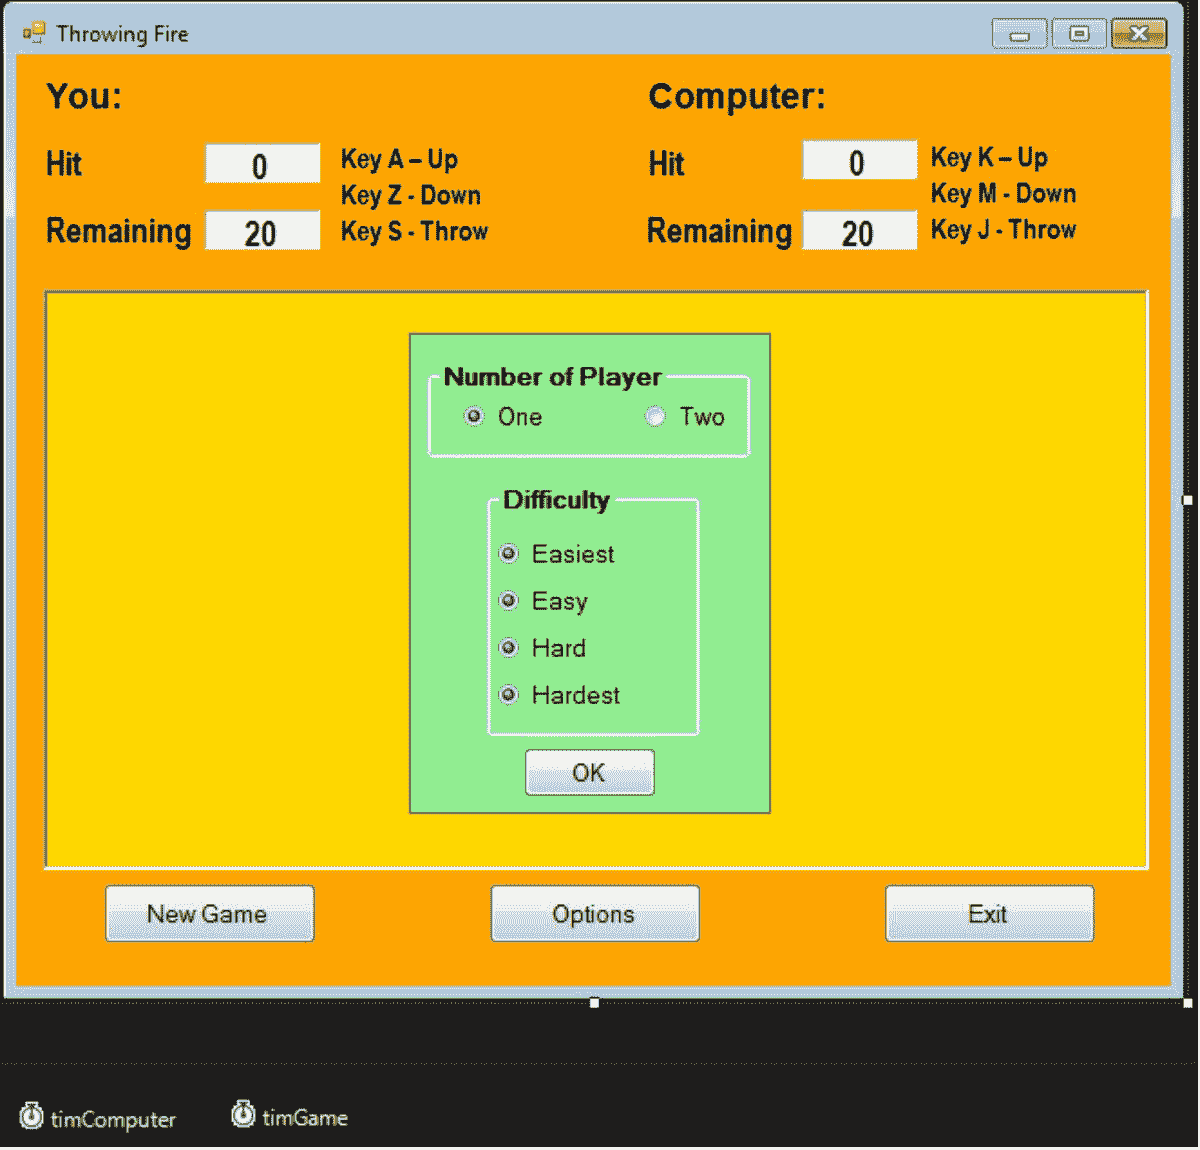 Throwing Fire
You:
Computer:
Hit
0
Key A – Up
Key Z - Down
Remaining
20
Key S - Throw
Hit
0
Key K – Up
Key M - Down
Remaining
20
Key J - Throw
Number of Player
One
Two
Difficulty
Easiest
Easy
Hard
Hardest
OK
New Game
Options
Exit
timComputer
timGame